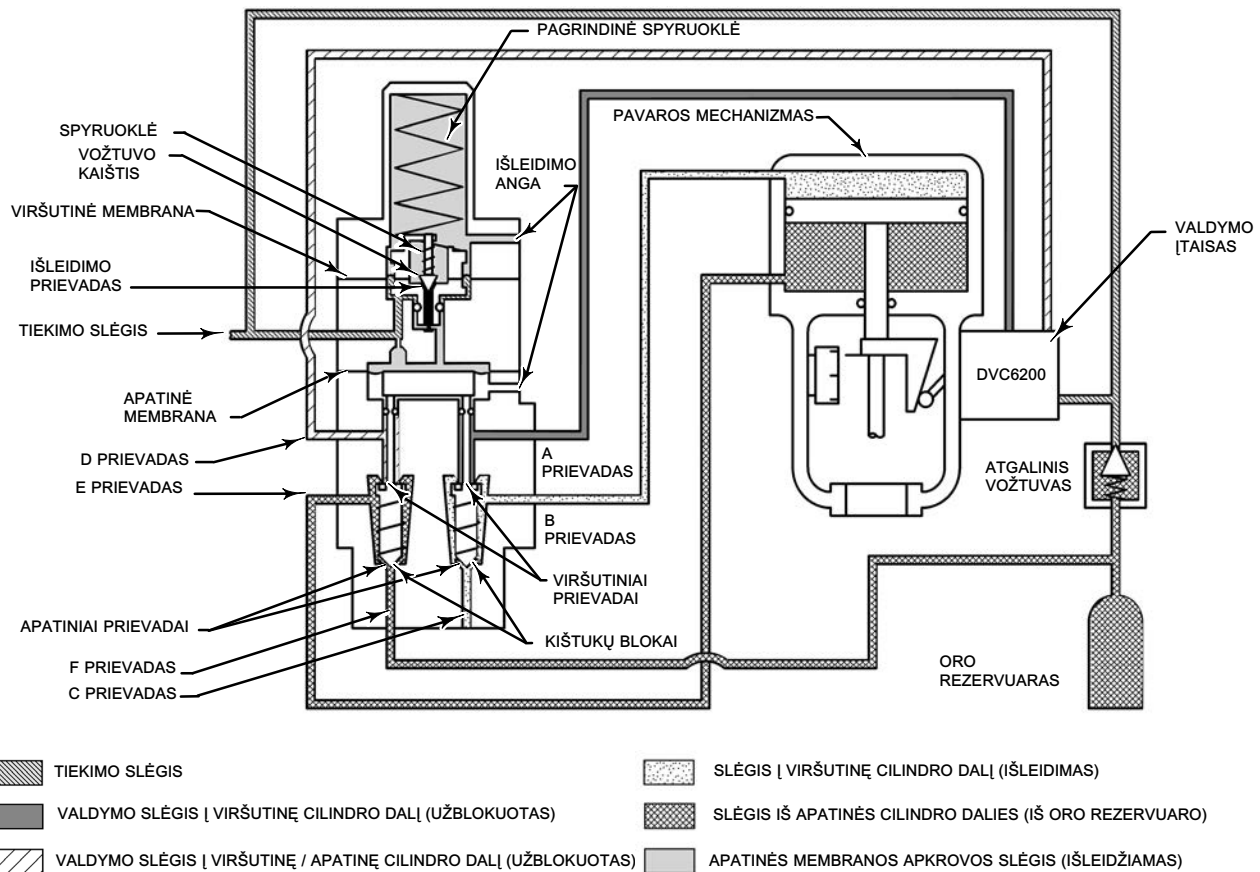 PAGRINDINĖ SPYRUOKLĖ
PAVAROS MECHANIZMAS
SPYRUOKLĖ
VOŽTUVO
KAIŠTIS
IŠLEIDIMO
ANGA
VIRŠUTINĖ MEMBRANA
VALDYMO
ĮTAISAS
IŠLEIDIMO
PRIEVADAS
TIEKIMO SLĖGIS
DVC6200
APATINĖ
MEMBRANA
D PRIEVADAS
A
PRIEVADAS
ATGALINIS
VOŽTUVAS
E PRIEVADAS
B
PRIEVADAS
VIRŠUTINIAI
PRIEVADAI
APATINIAI PRIEVADAI
KIŠTUKŲ BLOKAI
F PRIEVADAS
C PRIEVADAS
ORO
REZERVUARAS
TIEKIMO SLĖGIS
SLĖGIS Į VIRŠUTINĘ CILINDRO DALĮ (IŠLEIDIMAS)
VALDYMO SLĖGIS Į VIRŠUTINĘ CILINDRO DALĮ (UŽBLOKUOTAS)
SLĖGIS IŠ APATINĖS CILINDRO DALIES (IŠ ORO REZERVUARO)
VALDYMO SLĖGIS Į VIRŠUTINĘ / APATINĘ CILINDRO DALĮ (UŽBLOKUOTAS)
APATINĖS MEMBRANOS APKROVOS SLĖGIS (IŠLEIDŽIAMAS)